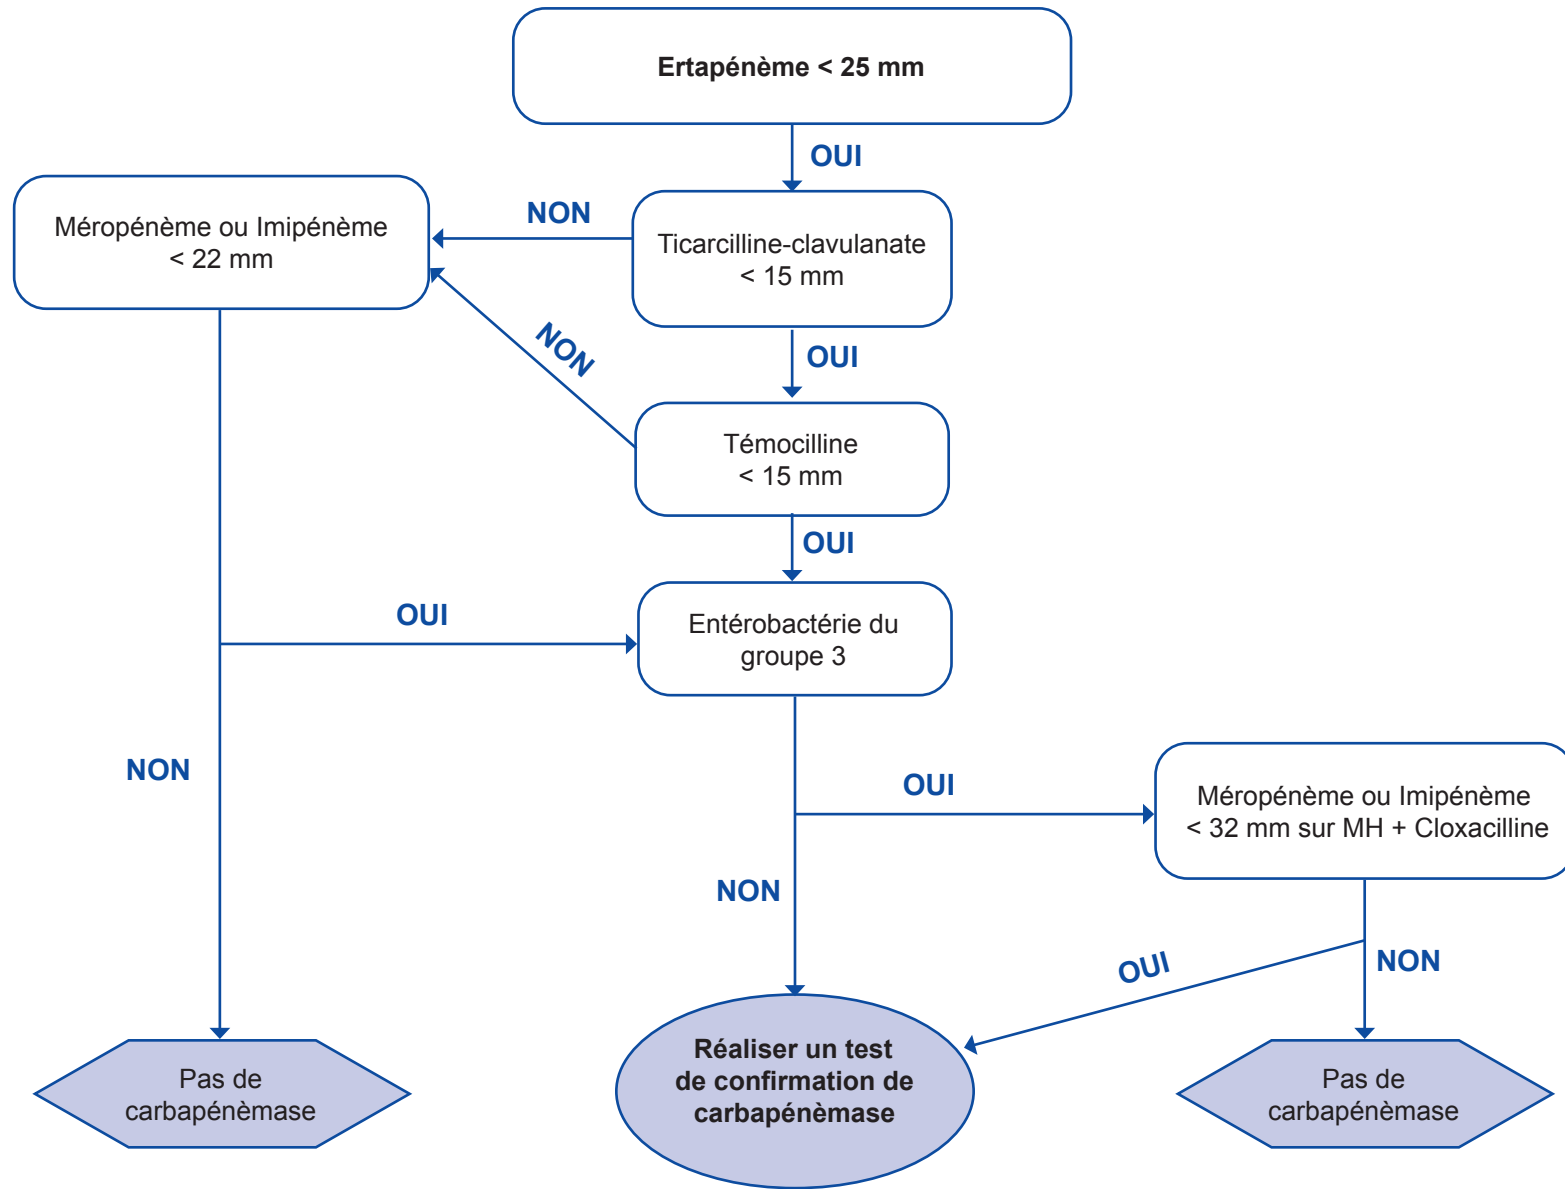 Ertapénème < 25 mm
OUI
Méropénème ou Imipénème
< 22 mm
NON
Ticarcilline-clavulanate
< 15 mm
NON
OUI
Témocilline
< 15 mm
OUI
OUI
Entérobactérie du
groupe 3
NON
OUI
Méropénème ou Imipénème
< 32 mm sur MH + Cloxacilline
NON
OUI
NON
Pas de
carbapénèmase
Réaliser un test
de confirmation de
carbapénèmase
Pas de
carbapénèmase